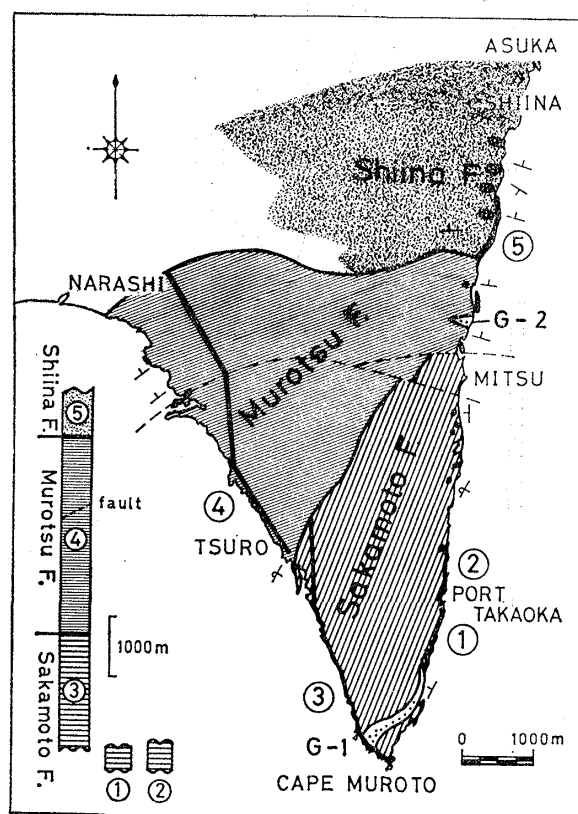 ASUKA
SHIINA
Shiina F.
⑤
NARASHI
G-2
Murotsu F.
MITSU
④
TSURO
Sakamoto F.
②
PORT
TAKAOKA
①
③
G-1
CAPE MUROTO
0 1000m
Shiina F.
Murotsu F.
Sakamoto F.
⑤
fault
④
1000m
③
① ②